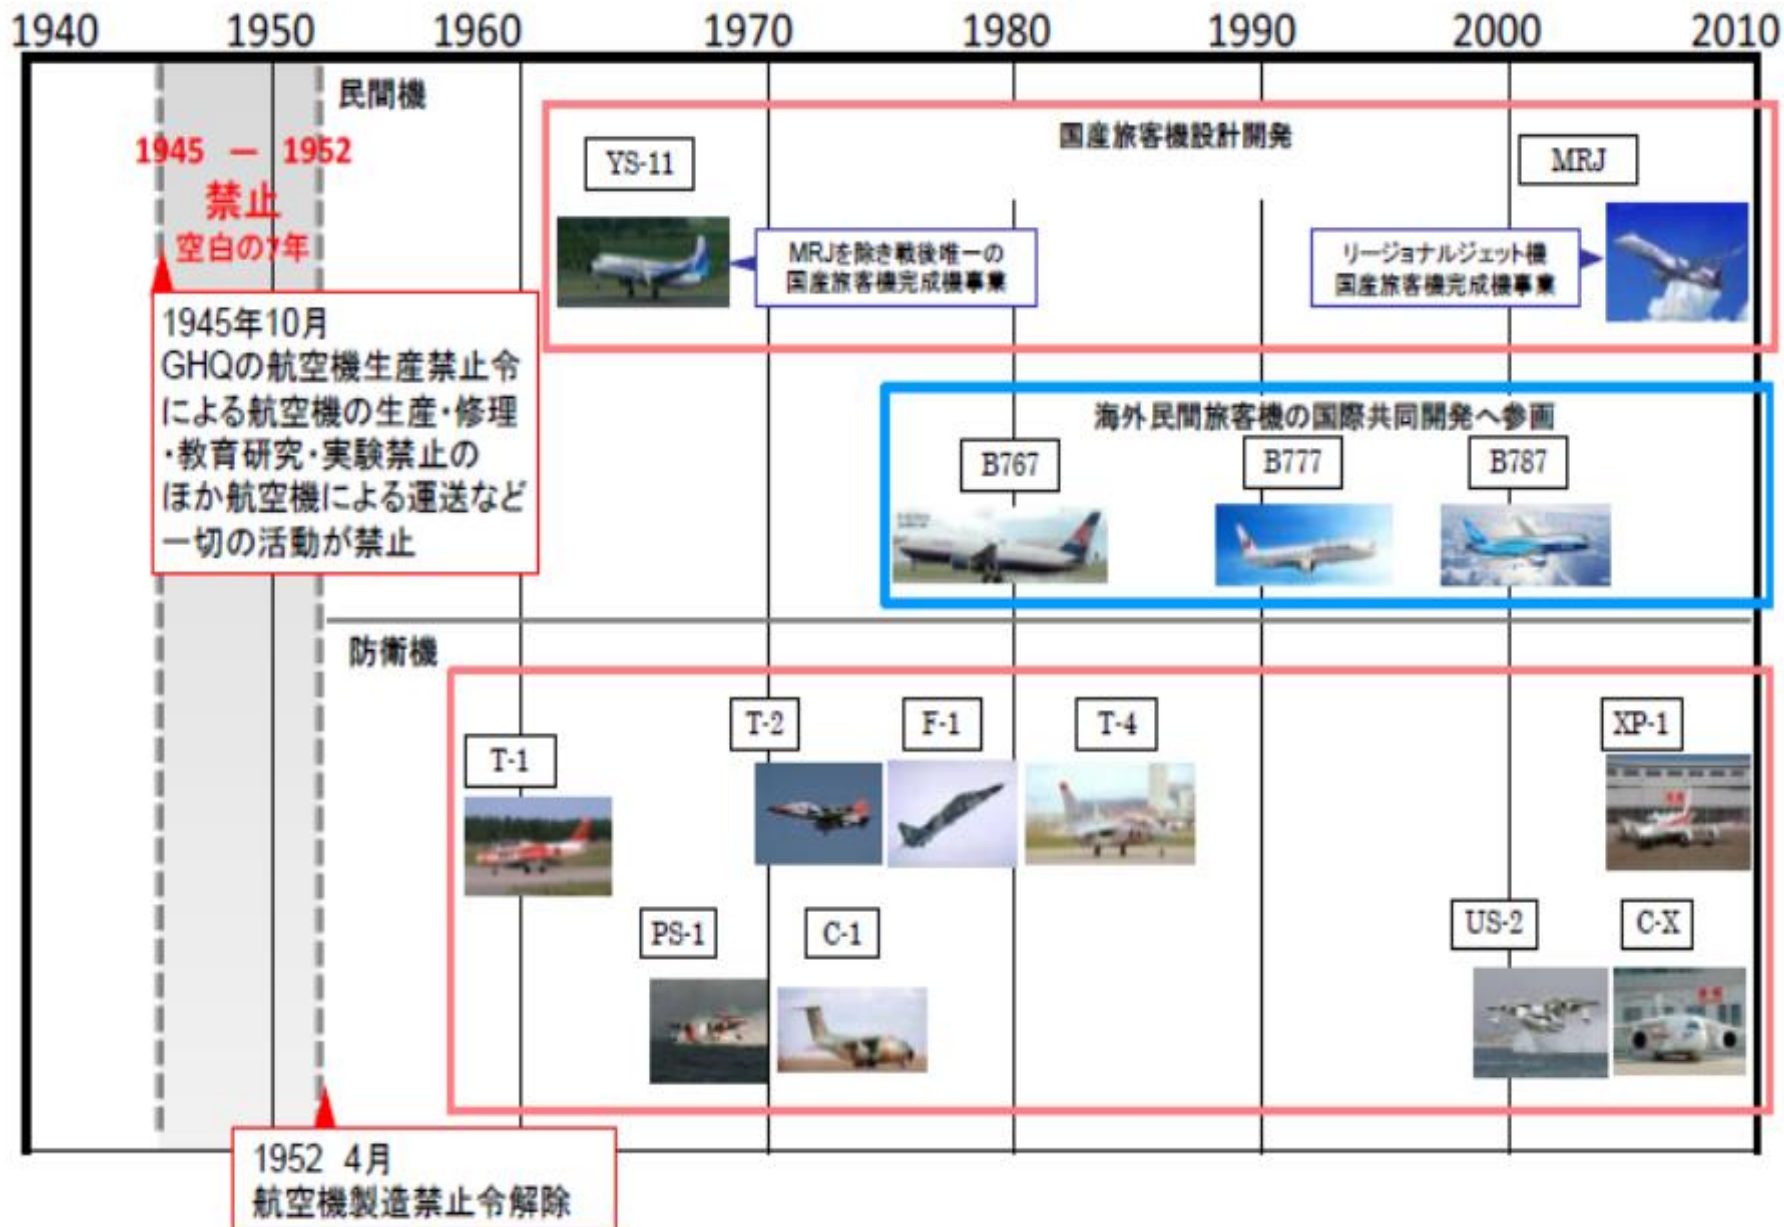 1940 1950 1960 1970 1980 1990 2000 2010
民間機
1945 ― 1952
禁止
空白の7年
国産旅客機設計開発
YS-11
MRJ
MRJを除き戦後唯一の
国産旅客機完成機事業
リージョナルジェット機
国産旅客機完成機事業
1945年10月
GHQの航空機生産禁止令
による航空機の生産・修理
・教育研究・実験禁止の
ほか航空機による運送など
一切の活動が禁止
海外民間旅客機の国際共同開発へ参画
B767
B777
B787
防衛機
T-1
T-2
F-1
T-4
XP-1
PS-1
C-1
US-2
C-X
1952 4月
航空機製造禁止令解除